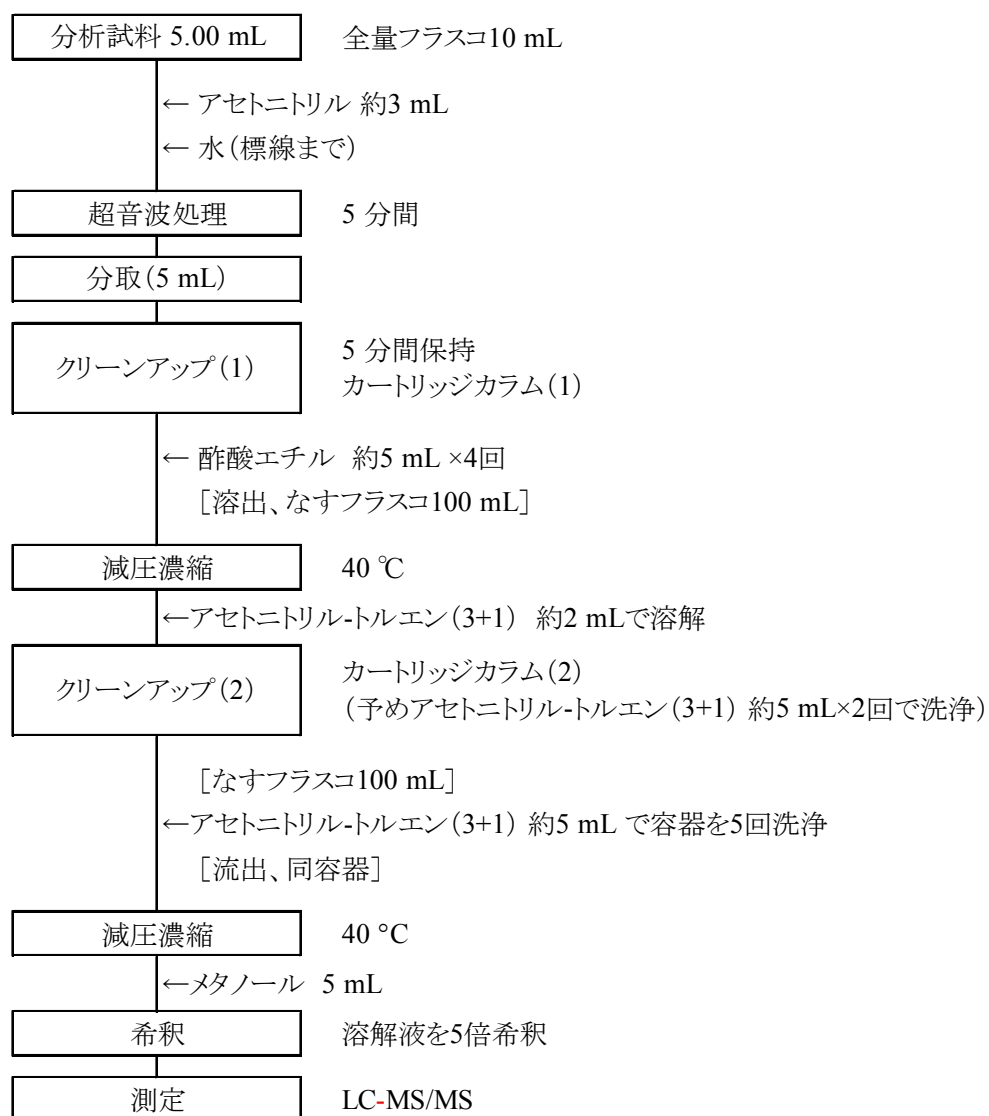 分析試料 5.00 mL 全量フラスコ10 mL
← アセトニトリル 約3 mL
← 水（標線まで）
超音波処理 5 分間
分取（5 mL）
5 分間保持
クリーンアップ（1）
カートリッジカラム（1）
← 酢酸エチル 約5 mL ×4回
［溶出、なすフラスコ100 mL］
減圧濃縮 40 ℃
←アセトニトリル-トルエン（3+1） 約2 mLで溶解
カートリッジカラム（2）
クリーンアップ（2）
（予めアセトニトリル-トルエン（3+1） 約5 mL×2回で洗浄）
［なすフラスコ100 mL］
←アセトニトリル-トルエン（3+1） 約5 mL で容器を5回洗浄
［流出、同容器］
減圧濃縮 40 °C
←メタノール 5 mL
希釈 溶解液を5倍希釈
測定 LC-MS/MS